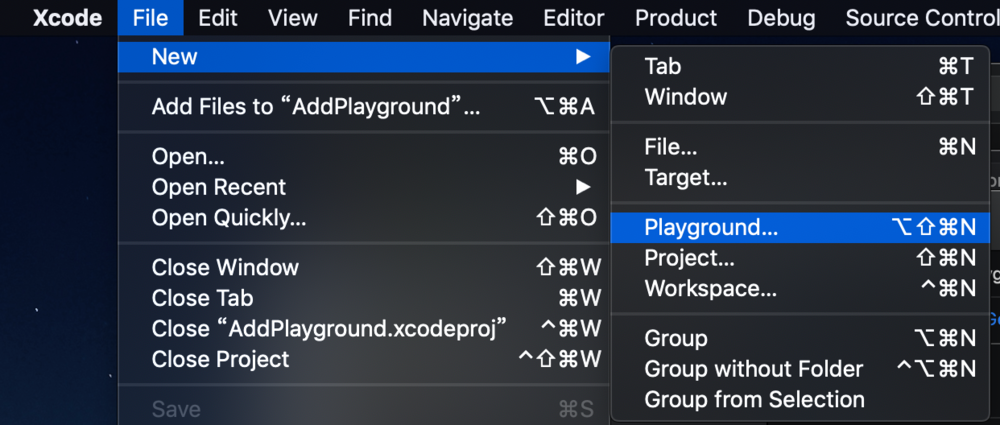 Xcode File Edit View Find Navigate Editor Product Debug Source Control
New ▶
Add Files to “AddPlayground”... ⌥⌘A
Open... ⌘O
Open Recent ▶
Open Quickly... ⇧⌘O
Close Window ⇧⌘W
Close Tab ⌘W
Close “AddPlayground.xcodeproj” ^⌘W
Close Project ^⇧⌘W
Save ⌘S
Tab ⌘T
Window ⇧⌘T
File... ⌘N
Target...
Playground... ⌥⇧⌘N
Project... ⇧⌘N
Workspace... ^⌘N
Group ⌥⌘N
Group without Folder ^⌥⌘N
Group from Selection